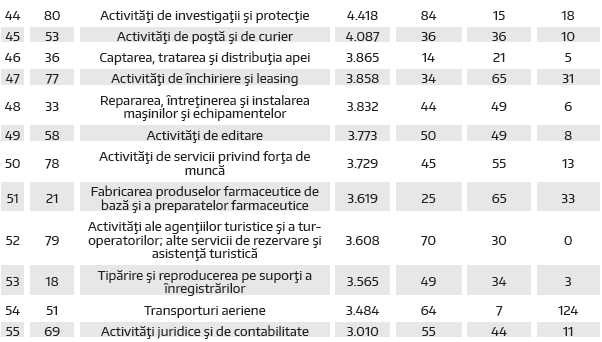 44 80 Activităţi de investigaţii şi protecţie 4.418 84 15 18
45 53 Activităţi de poştă şi de curier 4.087 36 36 10
46 36 Captarea, tratarea şi distribuţia apei 3.865 14 21 5
47 77 Activităţi de închiriere şi leasing 3.858 34 65 31
48 33 Repararea, întreţinerea şi instalarea
maşinilor şi echipamentelor 3.832 44 49 6
49 58 Activităţi de editare 3.773 50 49 8
50 78 Activităţi de servicii privind forţa de
muncă 3.729 45 55 13
51 21 Fabricarea produselor farmaceutice de
bază şi a preparatelor farmaceutice 3.619 25 65 33
52 79 Activităţi ale agenţiilor turistice şi a tur-
operatorilor; alte servicii de rezervare şi
asistenţă turistică 3.608 70 30 0
53 18 Tipărire şi reproducerea pe suporţi a
înregistrărilor 3.565 49 34 3
54 51 Transporturi aeriene 3.484 64 7 124
55 69 Activităţi juridice şi de contabilitate 3.010 55 44 11